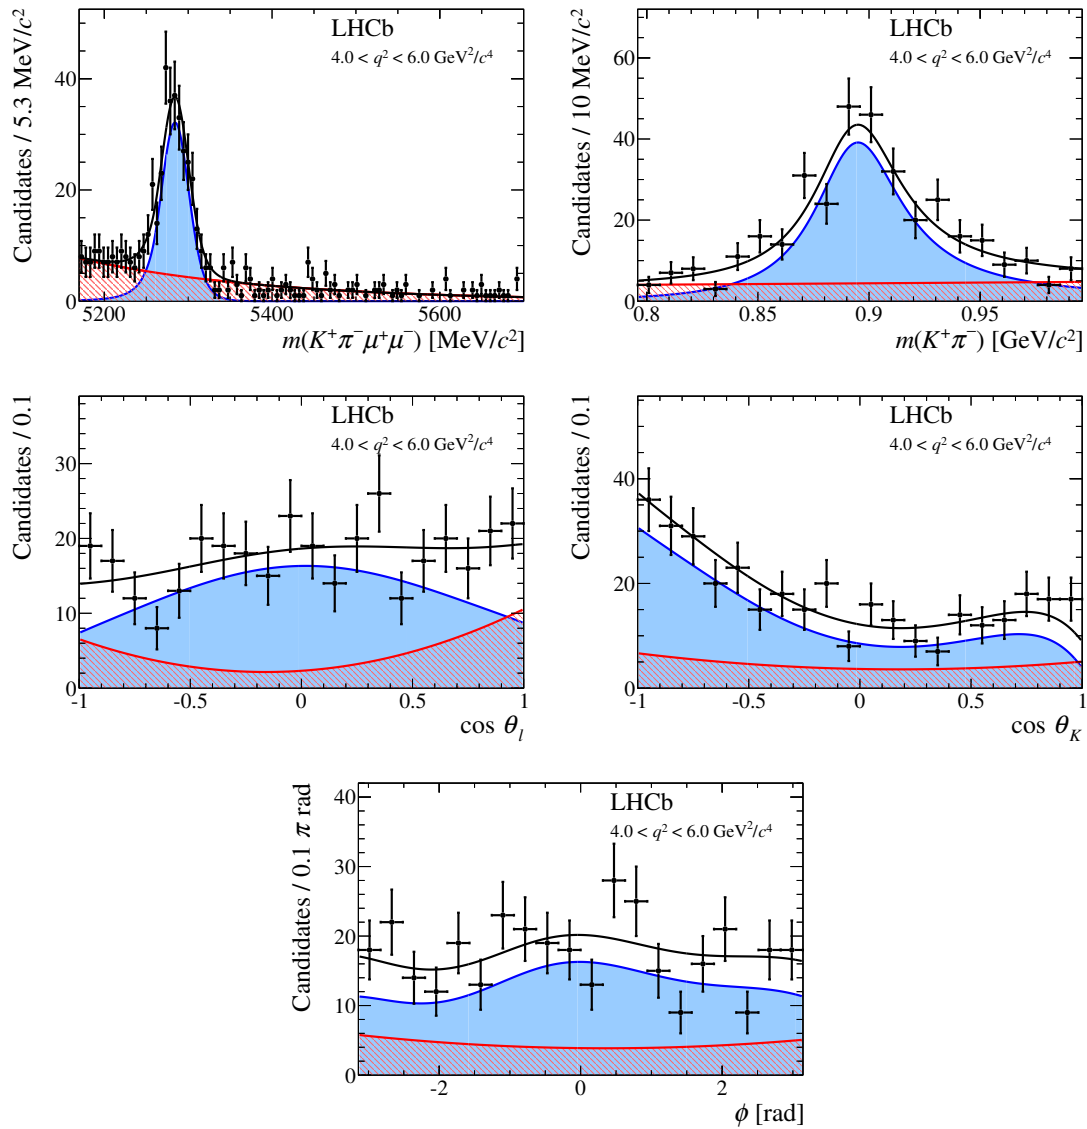 Candidates / 5.3 MeV/c²
LHCb
4.0 < q² < 6.0 GeV²/c⁴
40
20
0
5200
5400
5600
m(K⁺π⁻μ⁺μ⁻) [MeV/c²]
Candidates / 10 MeV/c²
LHCb
4.0 < q² < 6.0 GeV²/c⁴
60
40
20
0
0.8
0.85
0.9
0.95
m(K⁺π⁻) [GeV/c²]
Candidates / 0.1
LHCb
4.0 < q² < 6.0 GeV²/c⁴
30
20
10
0
-1
-0.5
0
0.5
1
cos θ_l
Candidates / 0.1
LHCb
4.0 < q² < 6.0 GeV²/c⁴
40
20
0
-1
-0.5
0
0.5
1
cos θ_K
Candidates / 0.1 π rad
LHCb
4.0 < q² < 6.0 GeV²/c⁴
40
30
20
10
0
-2
0
2
ϕ [rad]